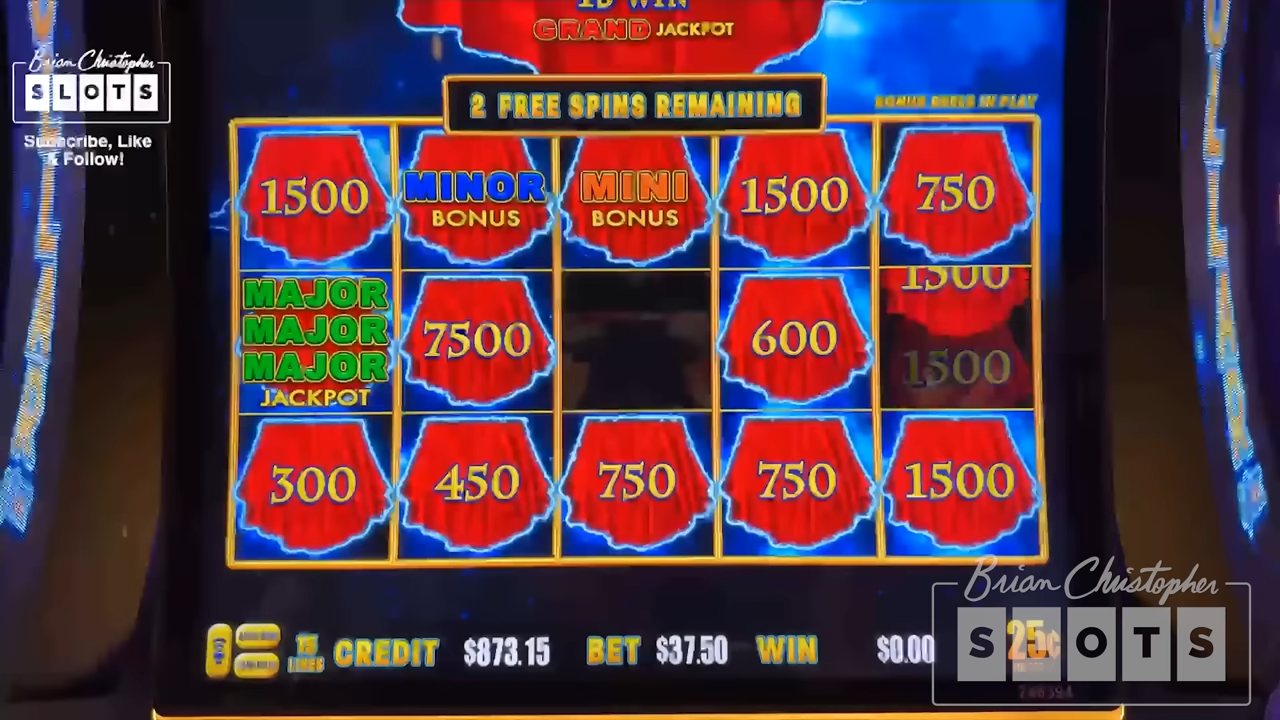 15 WIN
GRAND JACKPOT
Brian Christopher
SLOTS
Subscribe, Like
& Follow!
2 FREE SPINS REMAINING
BONUS REELS IN PLAY
1500
MINOR
BONUS
MINI
BONUS
1500
750
MAJOR
MAJOR
MAJOR
JACKPOT
7500
600
1500
1500
300
450
750
750
1500
15
LINES
CREDIT $873.15 BET $37.50 WIN $0.00
25¢
Brian Christopher
SLOTS